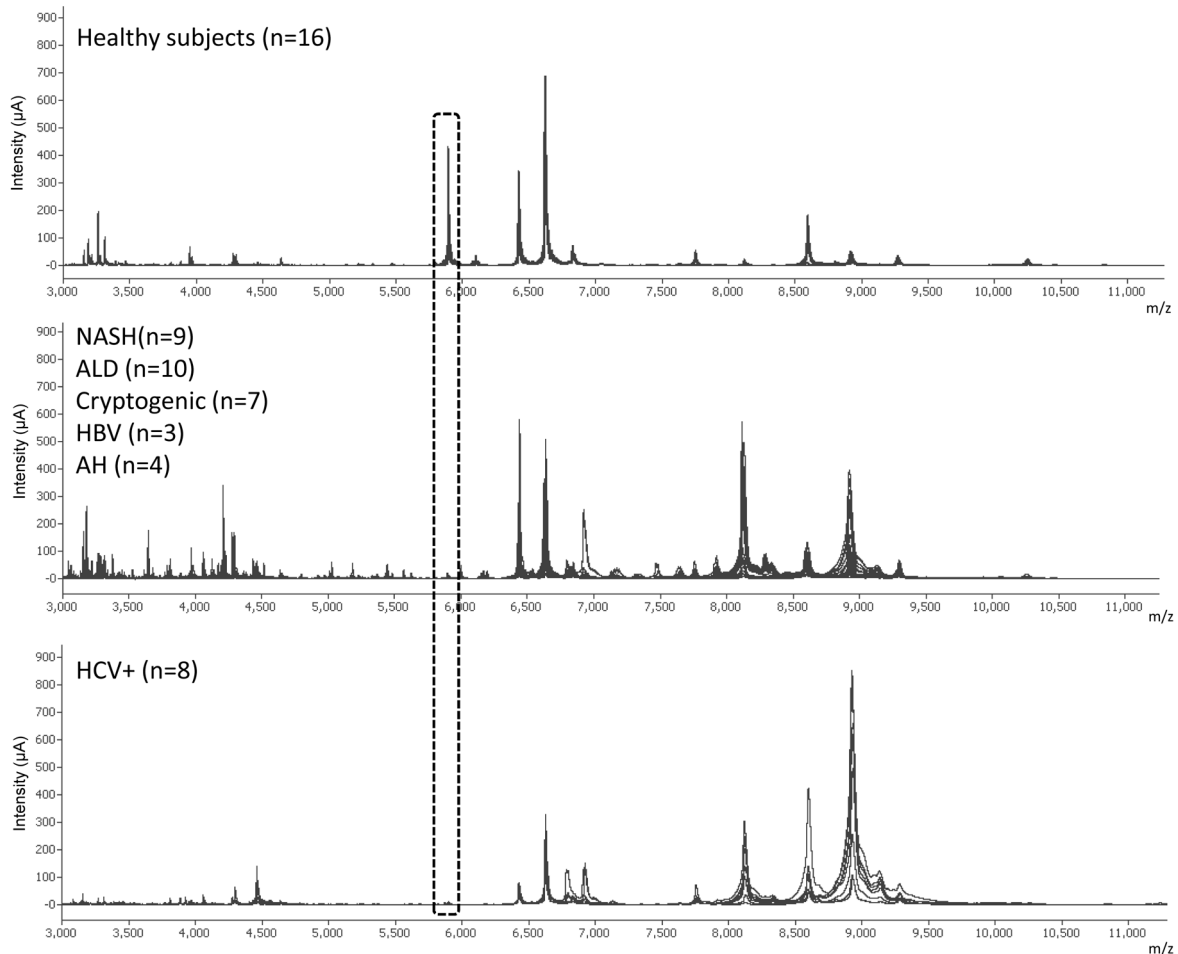 Healthy subjects (n=16)
Intensity (µA)
900
800
700
600
500
400
300
200
100
-0
3,000 3,500 4,000 4,500 5,000 5,500 6,000 6,500 7,000 7,500 8,000 8,500 9,000 9,500 10,000 10,500 11,000
m/z
NASH(n=9)
ALD (n=10)
Cryptogenic (n=7)
HBV (n=3)
AH (n=4)
Intensity (µA)
900
800
700
600
500
400
300
200
100
-0
3,000 3,500 4,000 4,500 5,000 5,500 6,000 6,500 7,000 7,500 8,000 8,500 9,000 9,500 10,000 10,500 11,000
m/z
HCV+ (n=8)
Intensity (µA)
900
800
700
600
500
400
300
200
100
-0
3,000 3,500 4,000 4,500 5,000 5,500 6,000 6,500 7,000 7,500 8,000 8,500 9,000 9,500 10,000 10,500 11,000
m/z